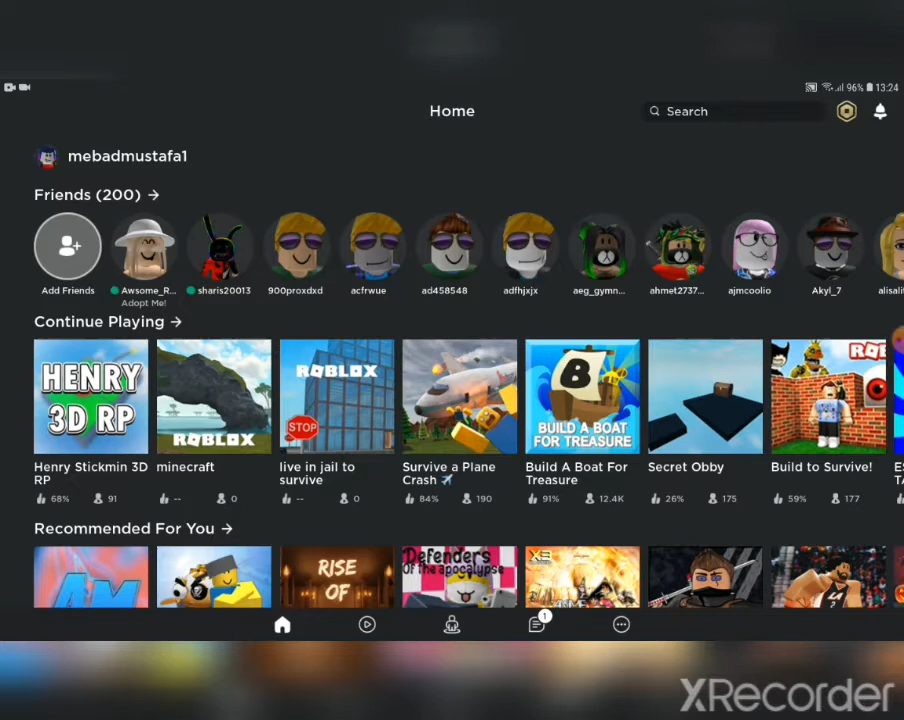 96% 13:24
Home
Search
mebadmustafa1
Friends (200) →
Add Friends
Awsome_R...
Adopt Me!
sharis20013
900proxdxd
acfrwue
ad458548
adfhjxjx
aeg_gymn...
ahmet2737...
ajmcoolio
Akyl_7
Continue Playing →
HENRY
3D RP
ROBLOX
ROBLOX
STOP
B
BUILD A BOAT
FOR TREASURE
Henry Stickmin 3D
RP
minecraft
live in jail to
survive
Survive a Plane
Crash ✈️
Build A Boat For
Treasure
Secret Obby
Build to Survive!
68% 91
-- 0
-- 0
84% 190
91% 12.4K
26% 175
59% 177
Recommended For You →
RISE
OF
Defenders
Of the apocalypse
X3
1
XRecorder